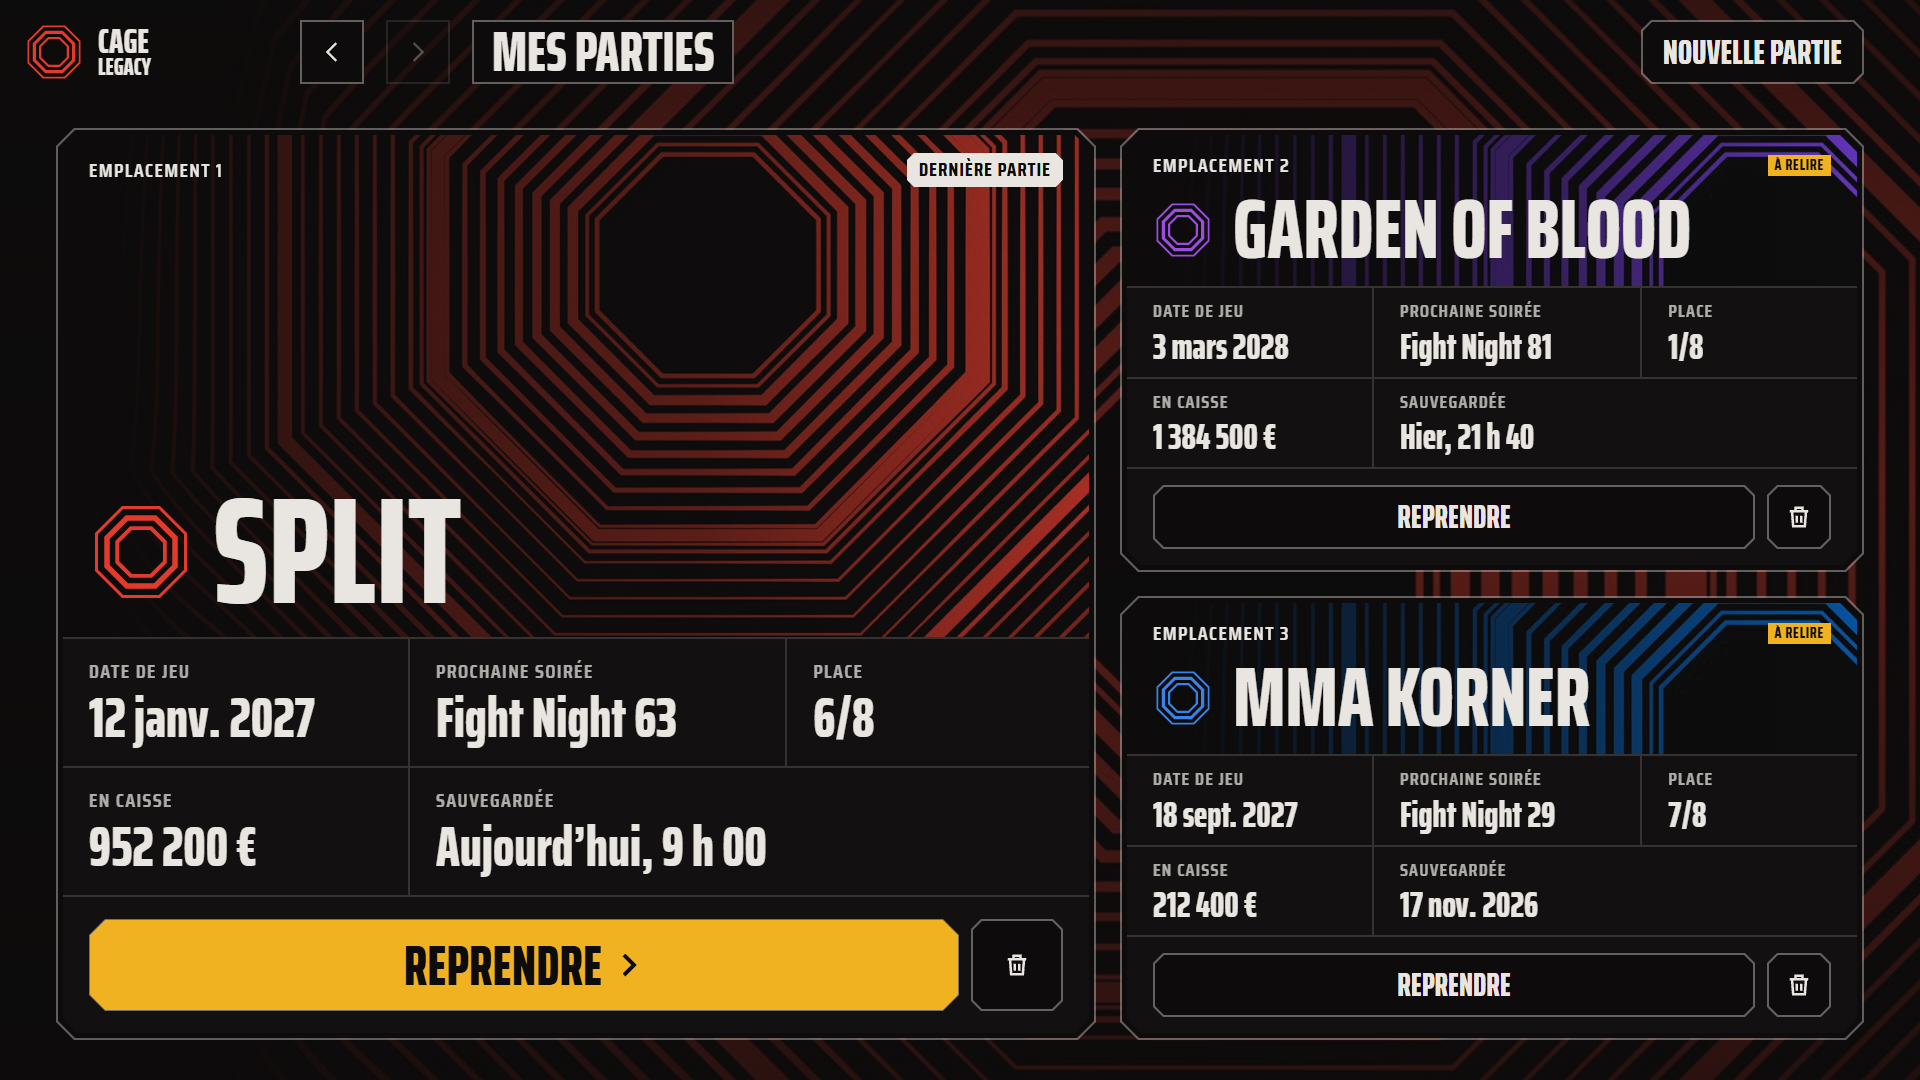 CAGE
LEGACY
MES PARTIES
NOUVELLE PARTIE
EMPLACEMENT 1
DERNIÈRE PARTIE
SPLIT
DATE DE JEU
12 janv. 2027
PROCHAINE SOIRÉE
Fight Night 63
PLACE
6/8
EN CAISSE
952 200 €
SAUVEGARDÉE
Aujourd’hui, 9 h 00
REPRENDRE
EMPLACEMENT 2
À RELIRE
GARDEN OF BLOOD
DATE DE JEU
3 mars 2028
PROCHAINE SOIRÉE
Fight Night 81
PLACE
1/8
EN CAISSE
1 384 500 €
SAUVEGARDÉE
Hier, 21 h 40
REPRENDRE
EMPLACEMENT 3
À RELIRE
MMA KORNER
DATE DE JEU
18 sept. 2027
PROCHAINE SOIRÉE
Fight Night 29
PLACE
7/8
EN CAISSE
212 400 €
SAUVEGARDÉE
17 nov. 2026
REPRENDRE